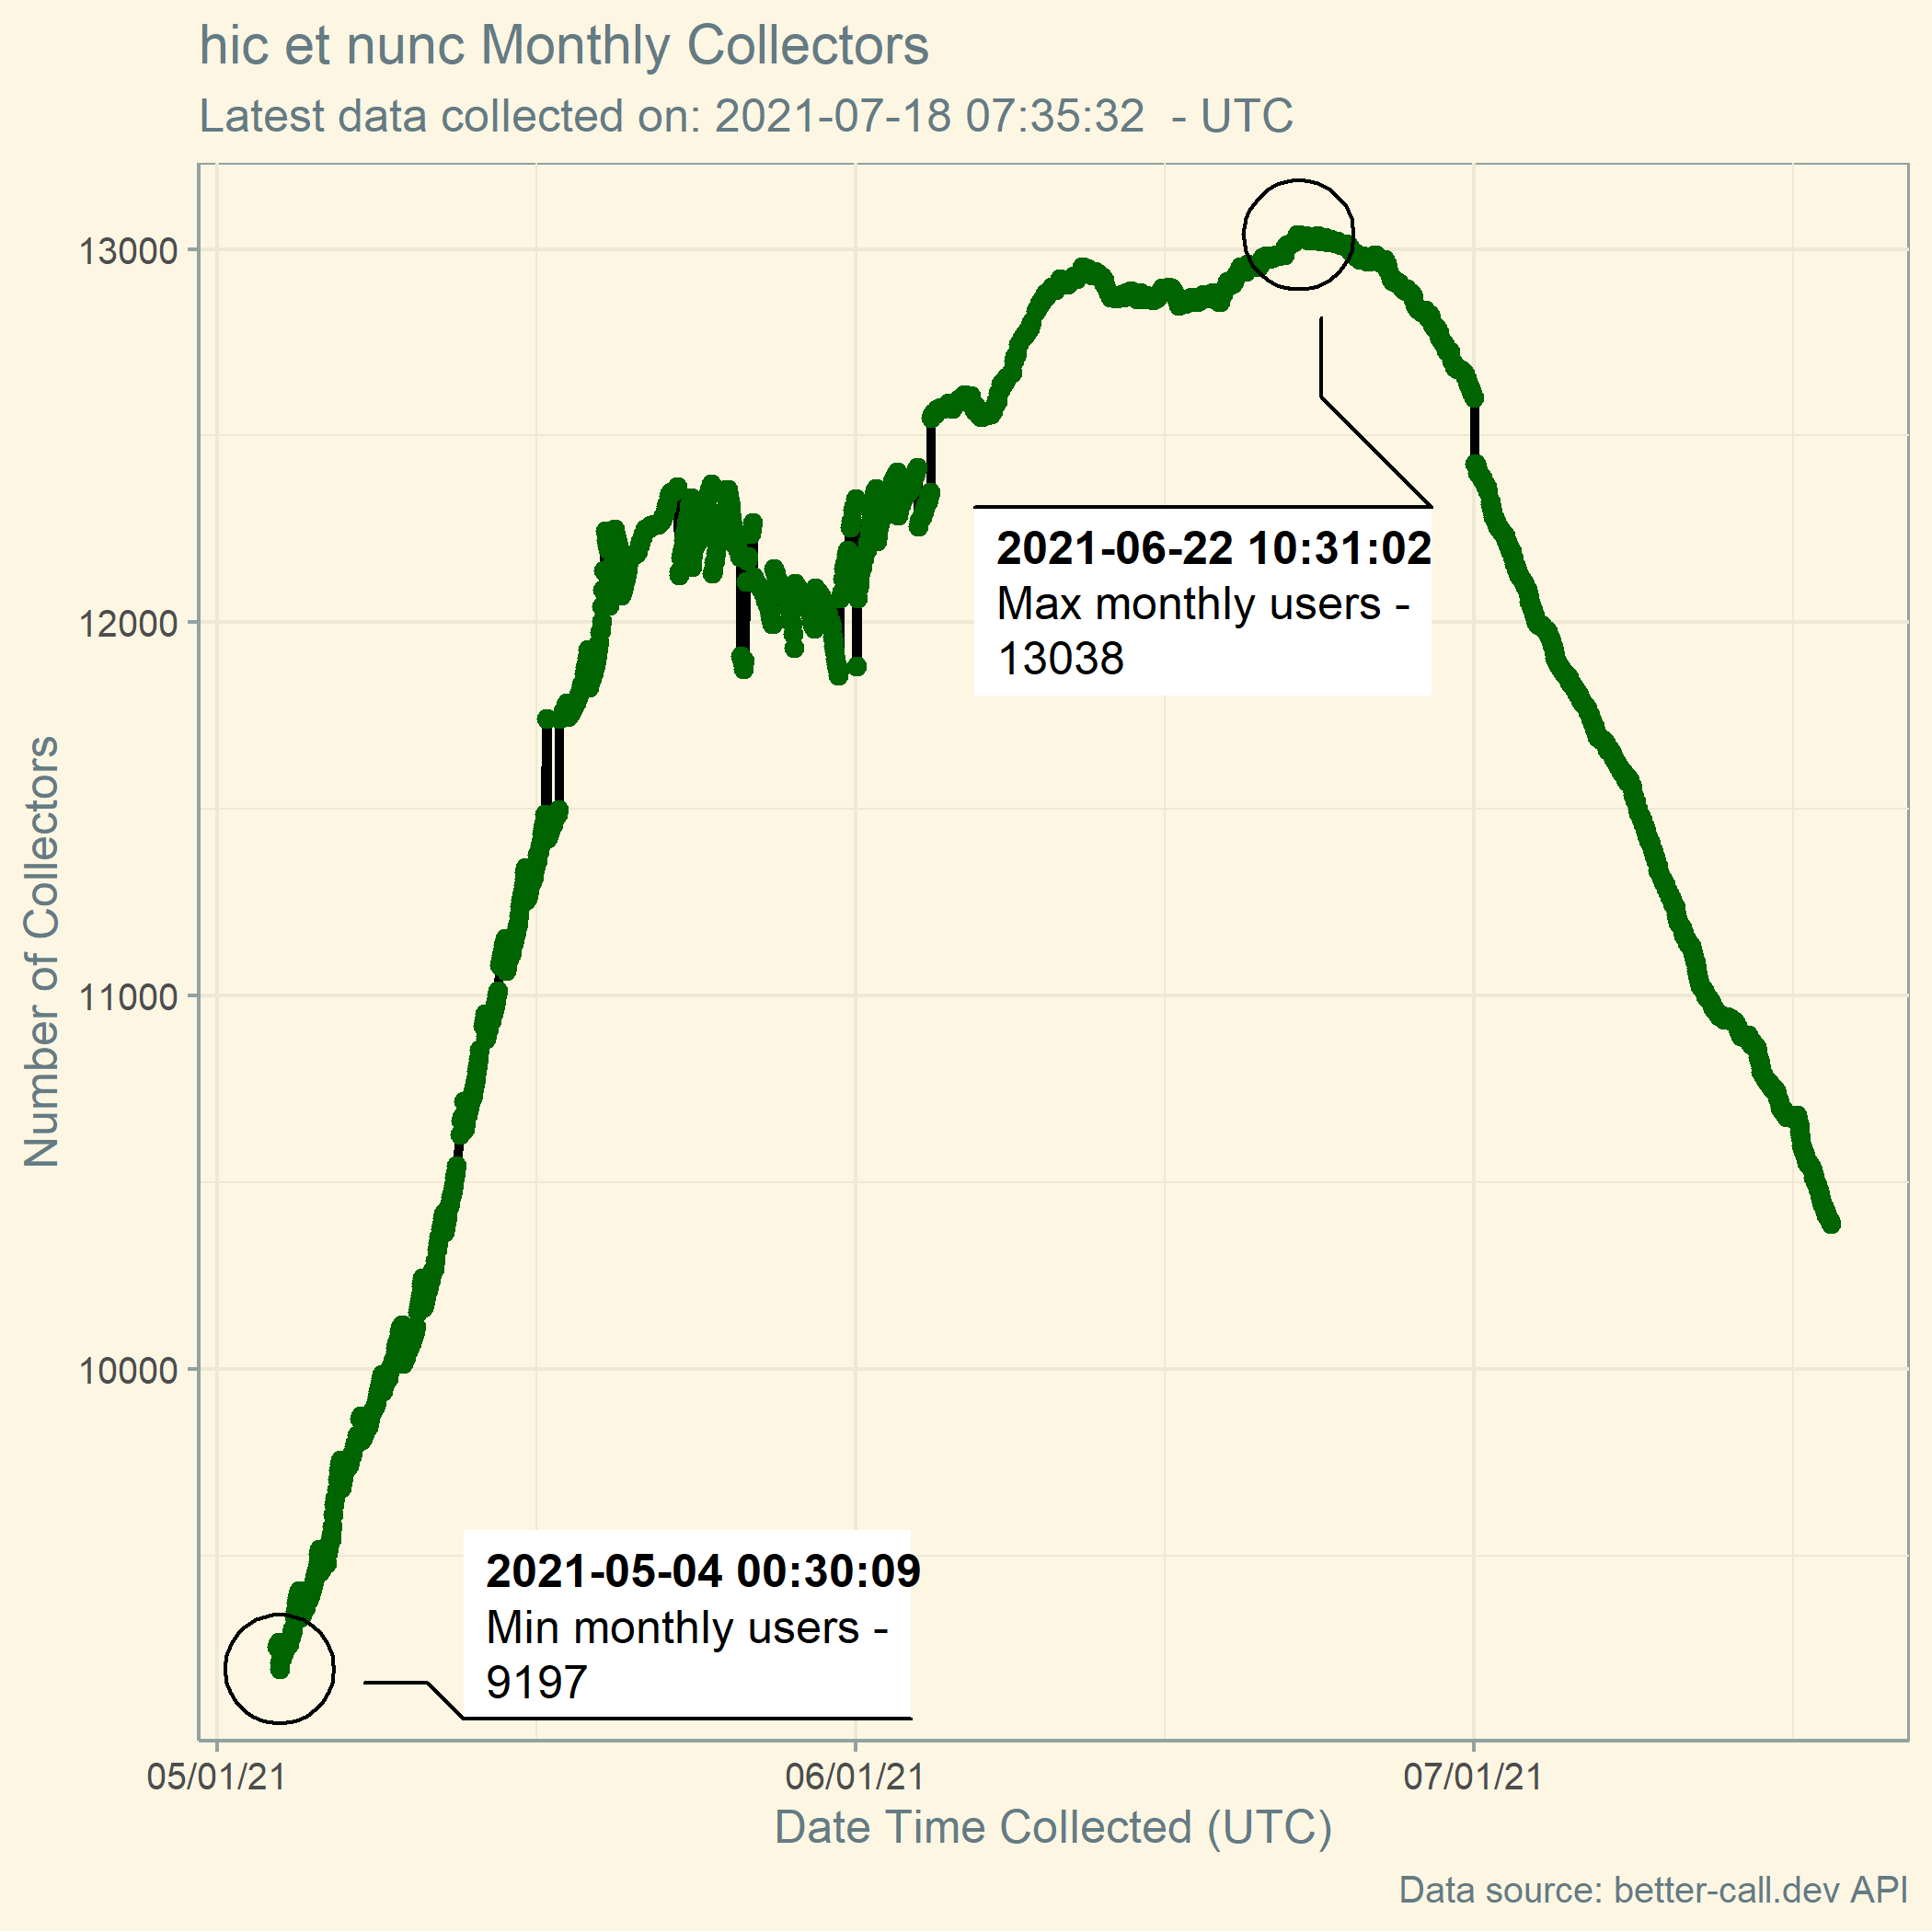 hic et nunc Monthly Collectors
Latest data collected on: 2021-07-18 07:35:32  - UTC
Number of Collectors
13000
12000
11000
10000
2021-06-22 10:31:02
Max monthly users -
13038
2021-05-04 00:30:09
Min monthly users -
9197
05/01/21
06/01/21
07/01/21
Date Time Collected (UTC)
Data source: better-call.dev API